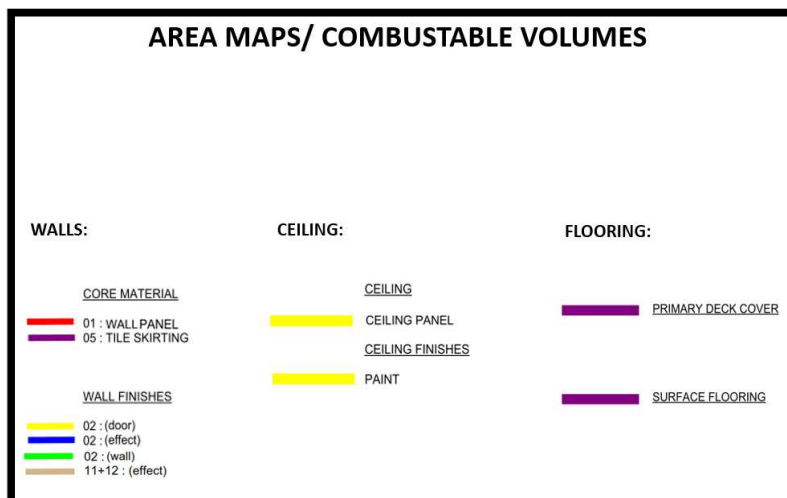 AREA MAPS/ COMBUSTABLE VOLUMES
WALLS:
CORE MATERIAL
01 : WALL PANEL
05 : TILE SKIRTING
WALL FINISHES
02 : (door)
02 : (effect)
02 : (wall)
11+12 : (effect)
CEILING:
CEILING
CEILING PANEL
CEILING FINISHES
PAINT
FLOORING:
PRIMARY DECK COVER
SURFACE FLOORING